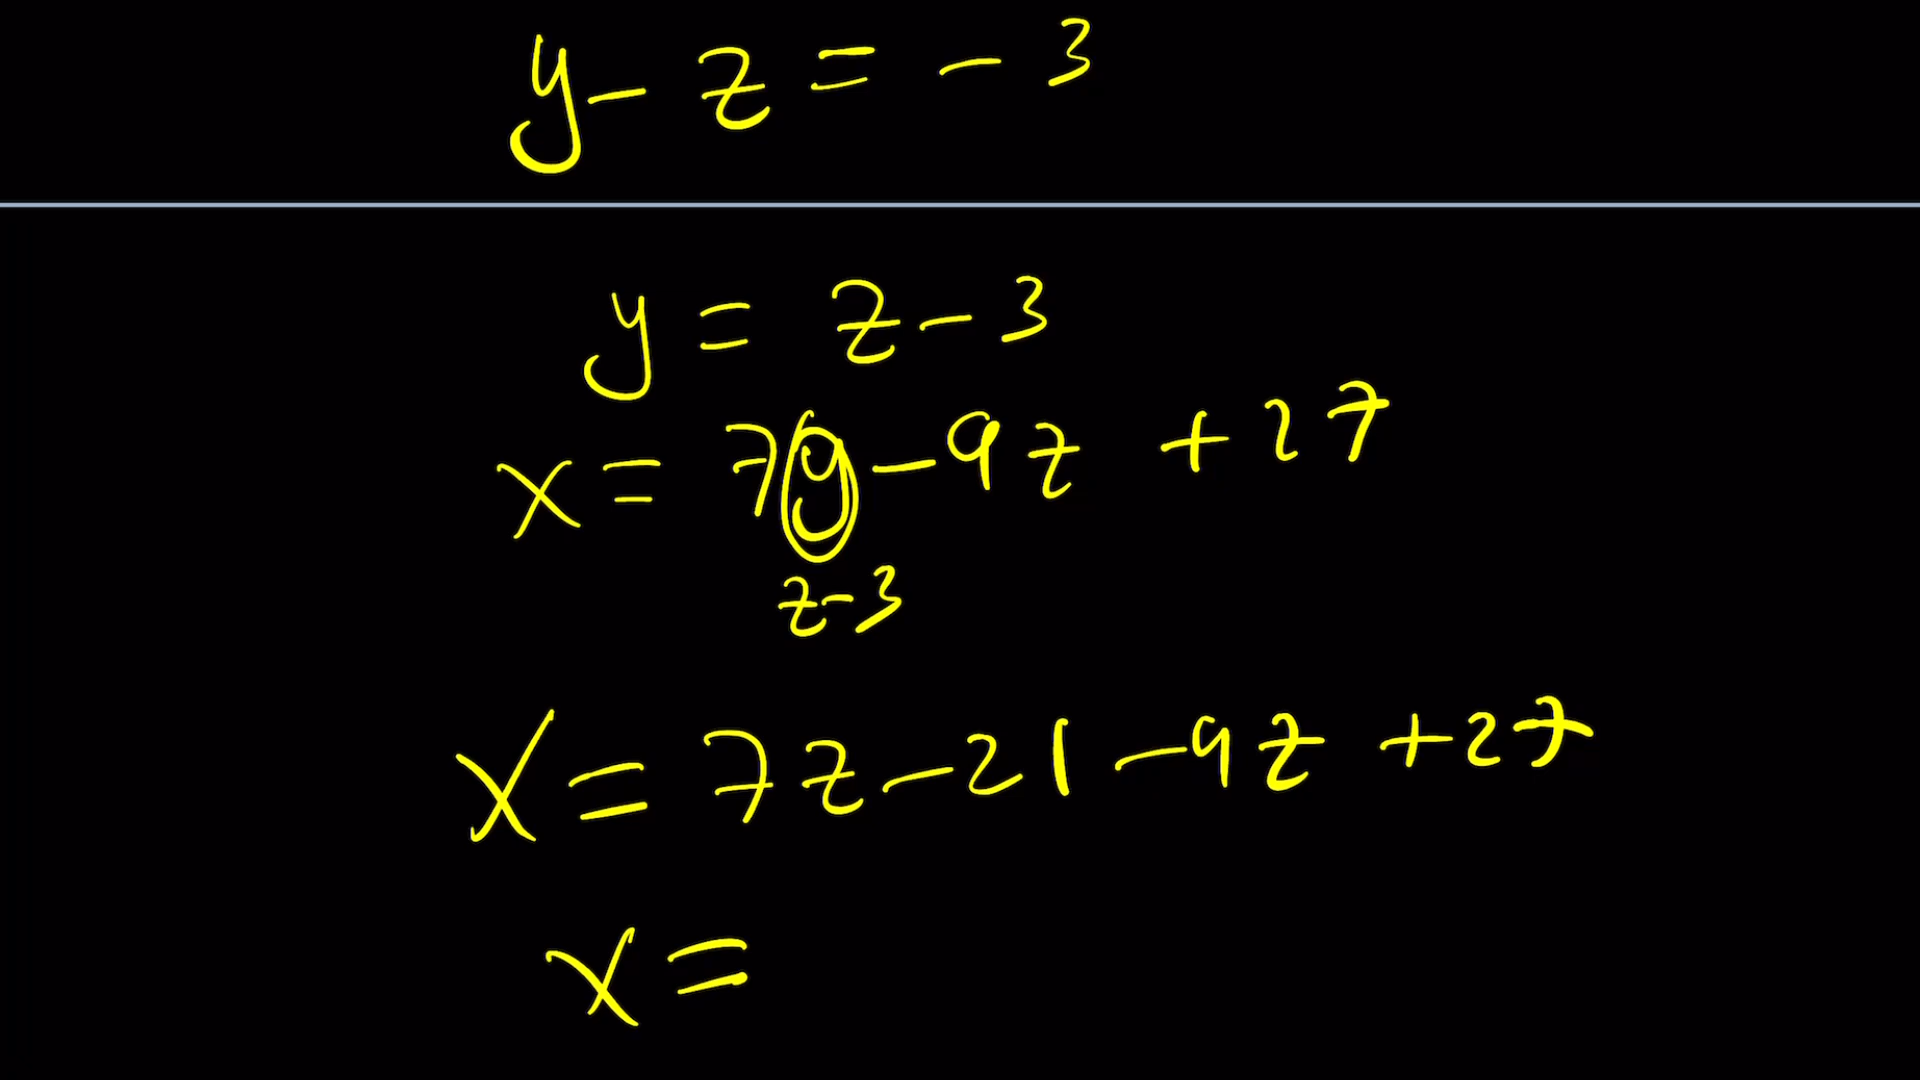 y - z = - 3
y = z - 3
x = 7y - 9z + 27
z - 3
x = 7z - 21 - 9z + 27
x =